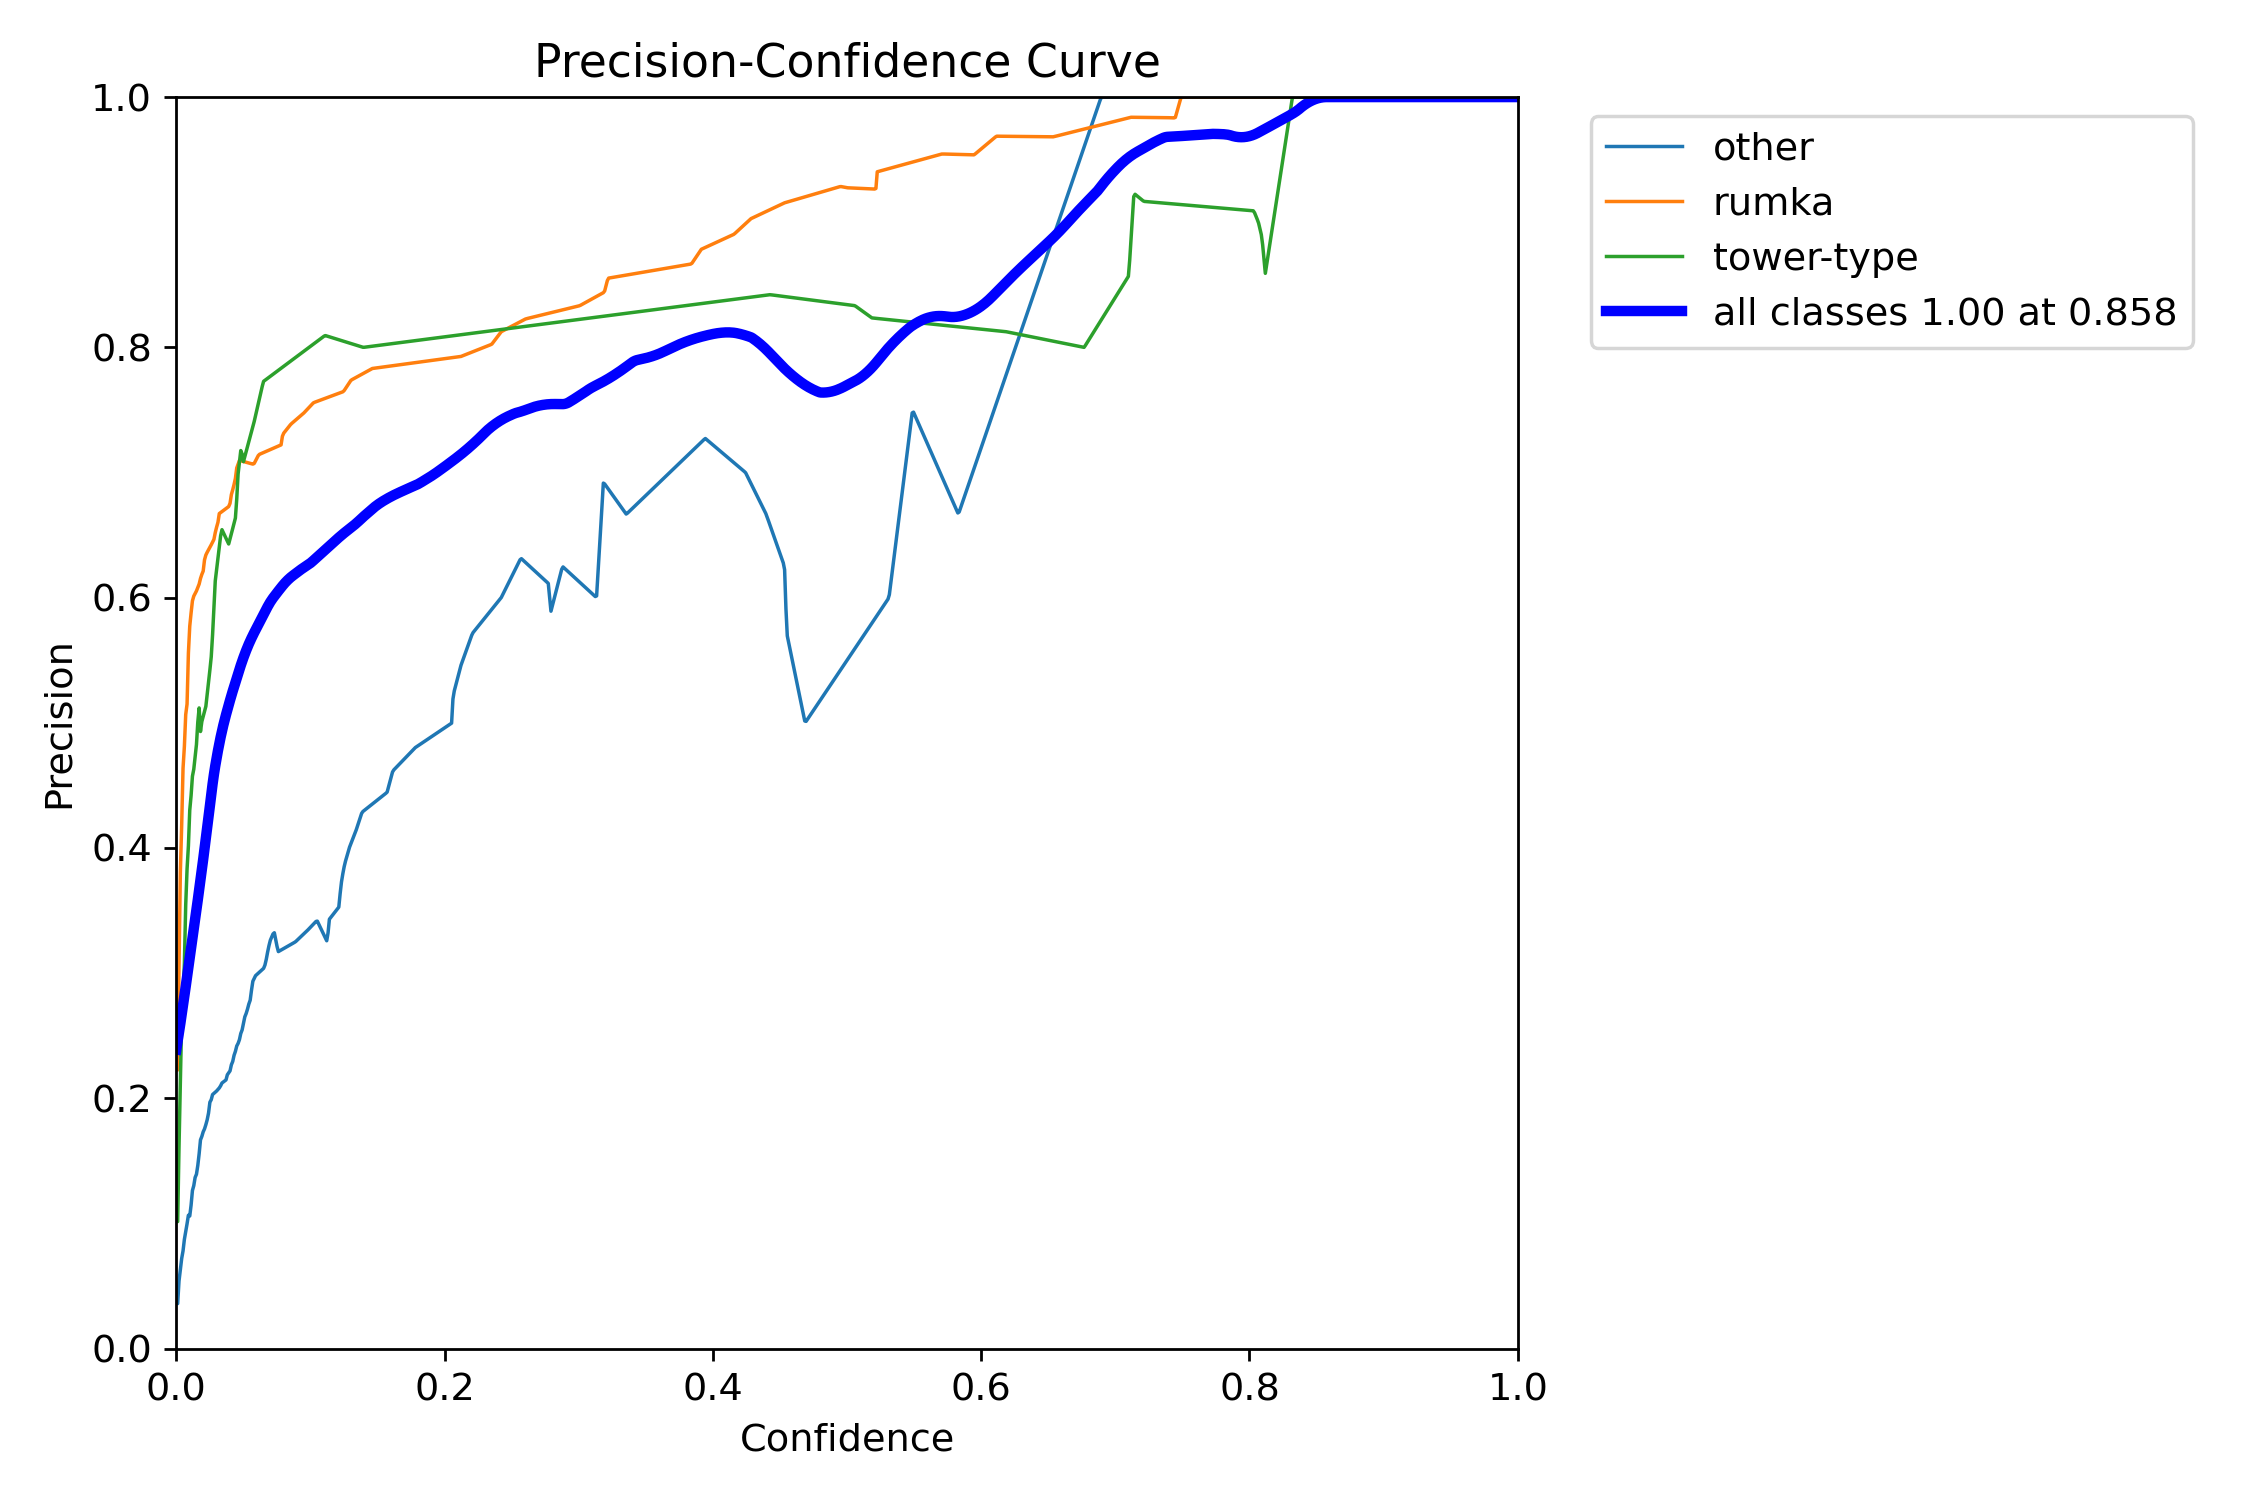 Precision-Confidence Curve
1.0
0.8
0.6
0.4
0.2
0.0
Precision
0.0 0.2 0.4 0.6 0.8 1.0
Confidence
other
rumka
tower-type
all classes 1.00 at 0.858